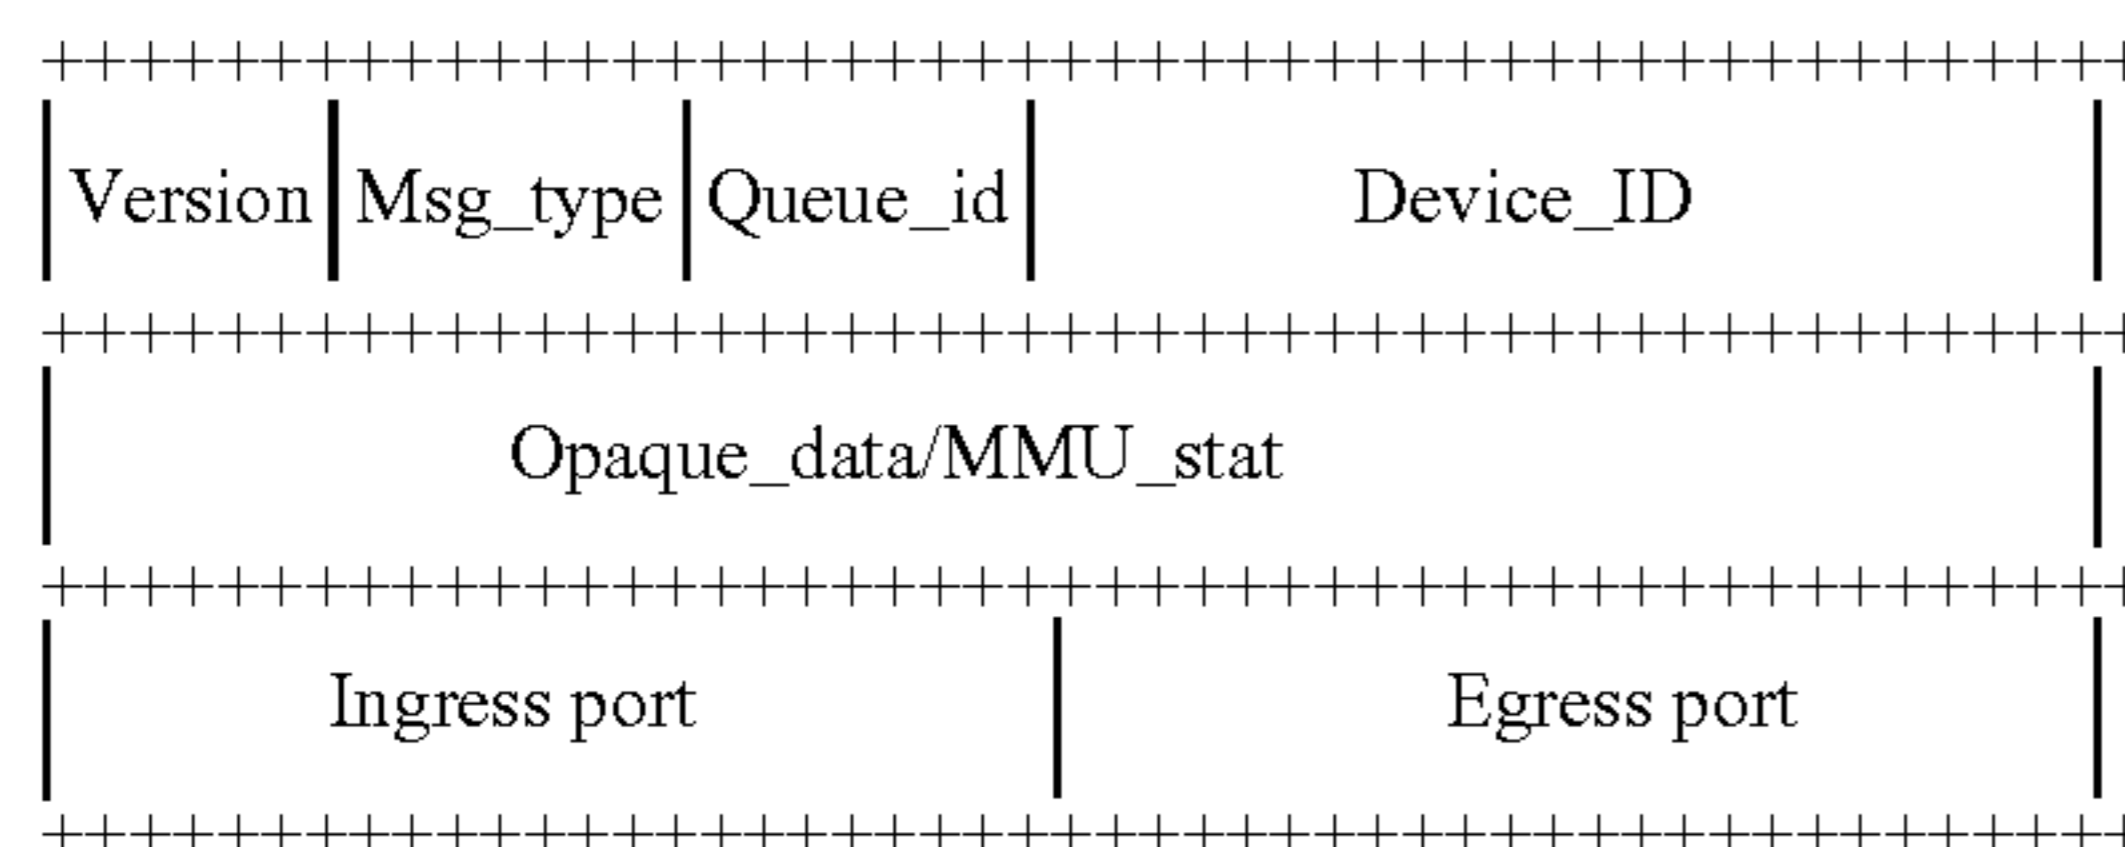 Version Msg_type Queue_id Device_ID
Opaque_data/MMU_stat
Ingress port Egress port